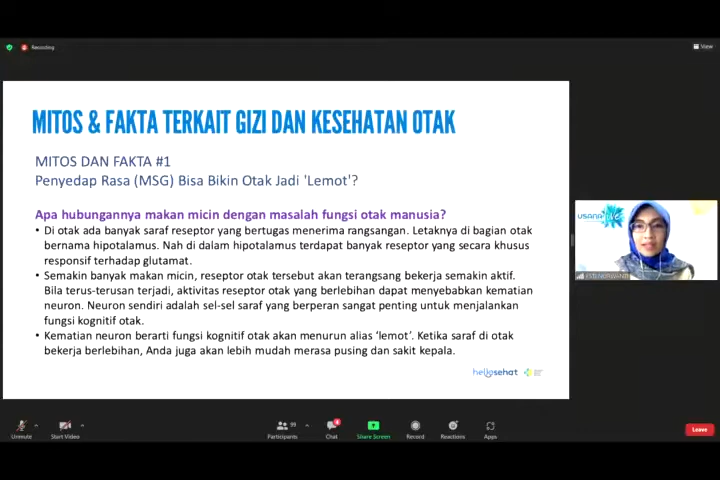 Recording
View
MITOS & FAKTA TERKAIT GIZI DAN KESEHATAN OTAK
MITOS DAN FAKTA #1
Penyedap Rasa (MSG) Bisa Bikin Otak Jadi 'Lemot'?
Apa hubungannya makan micin dengan masalah fungsi otak manusia?
• Di otak ada banyak saraf reseptor yang bertugas menerima rangsangan. Letaknya di bagian otak
bernama hipotalamus. Nah di dalam hipotalamus terdapat banyak reseptor yang secara khusus
responsif terhadap glutamat.
• Semakin banyak makan micin, reseptor otak tersebut akan terangsang bekerja semakin aktif.
Bila terus-terusan terjadi, aktivitas reseptor otak yang berlebihan dapat menyebabkan kematian
neuron. Neuron sendiri adalah sel-sel saraf yang berperan sangat penting untuk menjalankan
fungsi kognitif otak.
• Kematian neuron berarti fungsi kognitif otak akan menurun alias 'lemot'. Ketika saraf di otak
bekerja berlebihan, Anda juga akan lebih mudah merasa pusing dan sakit kepala.
hellosehat
USANA
Unmute
Start Video
Participants
Chat
Share Screen
Record
Reactions
Apps
Leave